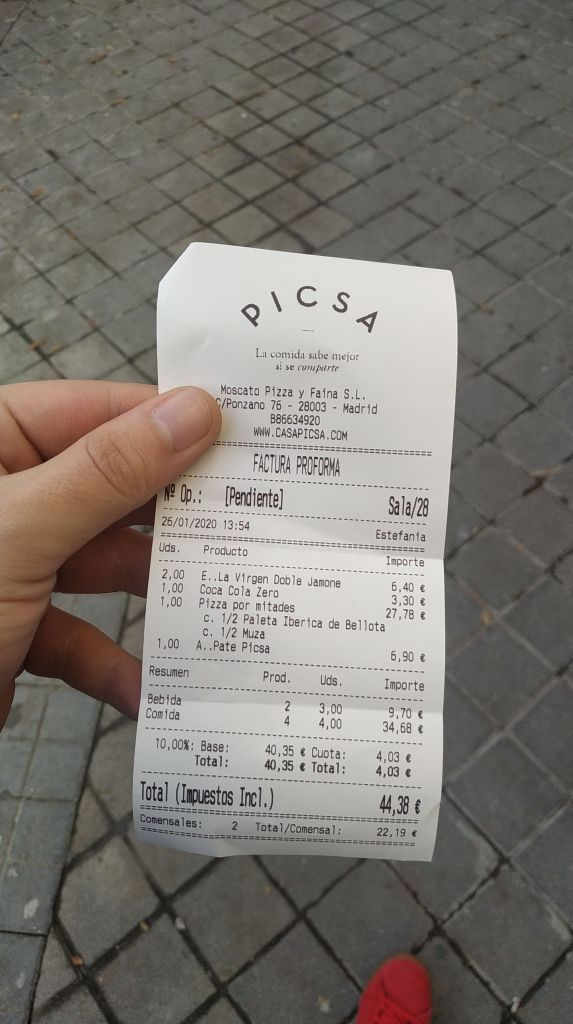 PICSA
La comida sabe mejor
si se comparte
Moscato Pizza y Faina S.L.
C/Ponzano 76 - 28003 - Madrid
B86634920
WWW.CASAPICSA.COM
FACTURA PROFORMA
Nº Op.: [Pendiente] Sala/28
26/01/2020 13:54 Estefania
Uds. Producto Importe
2,00 E..La Virgen Doble Jamone 6,40 €
1,00 Coca Cola Zero 3,30 €
1,00 Pizza por mitades 27,78 €
c. 1/2 Paleta Iberica de Bellota
c. 1/2 Muza
1,00 A..Pate Picsa 6,90 €
Resumen Prod. Uds. Importe
Bebida 2 3,00 9,70 €
Comida 4 4,00 34,68 €
10,00%: Base: 40,35 € Cuota: 4,03 €
Total: 40,35 € Total: 4,03 €
Total (Impuestos Incl.) 44,38 €
Comensales: 2 Total/Comensal: 22,19 €